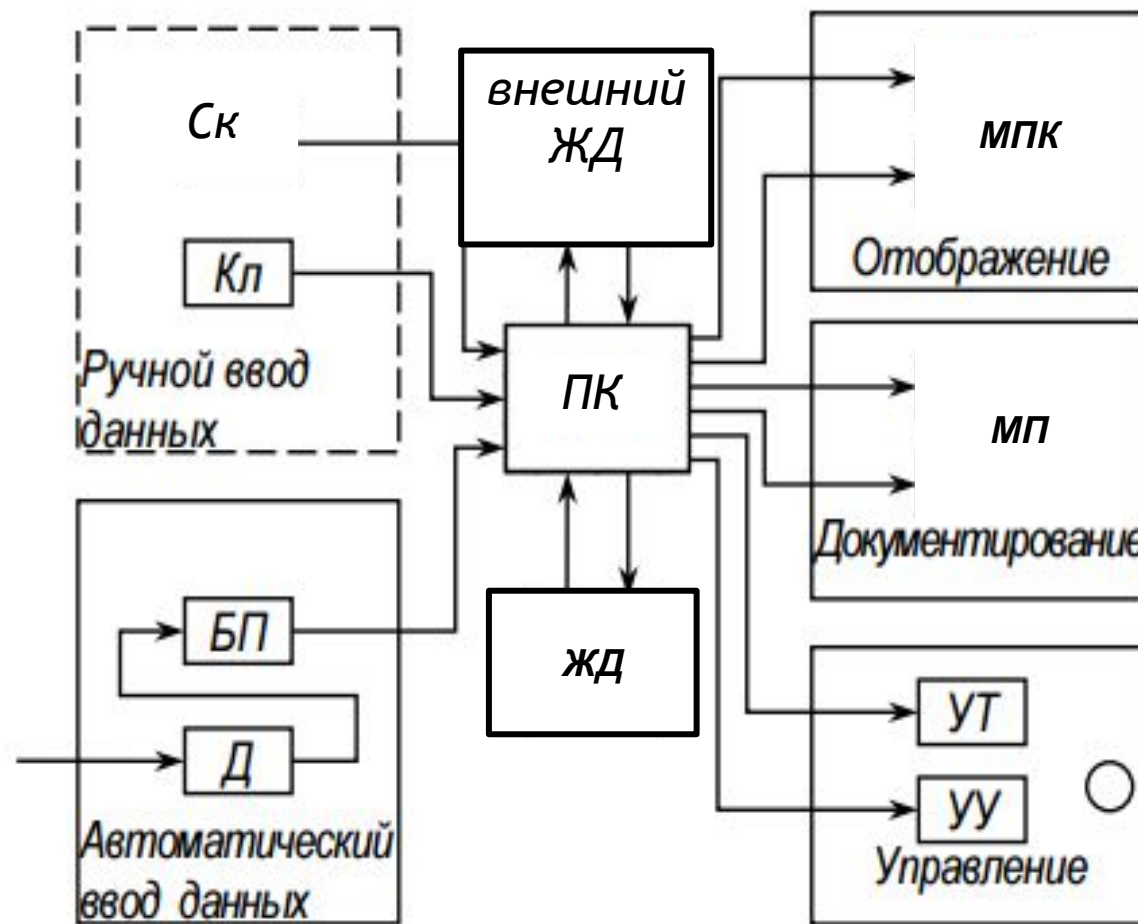 Ск
Кл
Ручной ввод
данных
внешний
ЖД
ПК
жд
БП
Д
Автоматический
ввод данных
мпк
Отображение
мп
Документирование
УТ
УУ
Управление